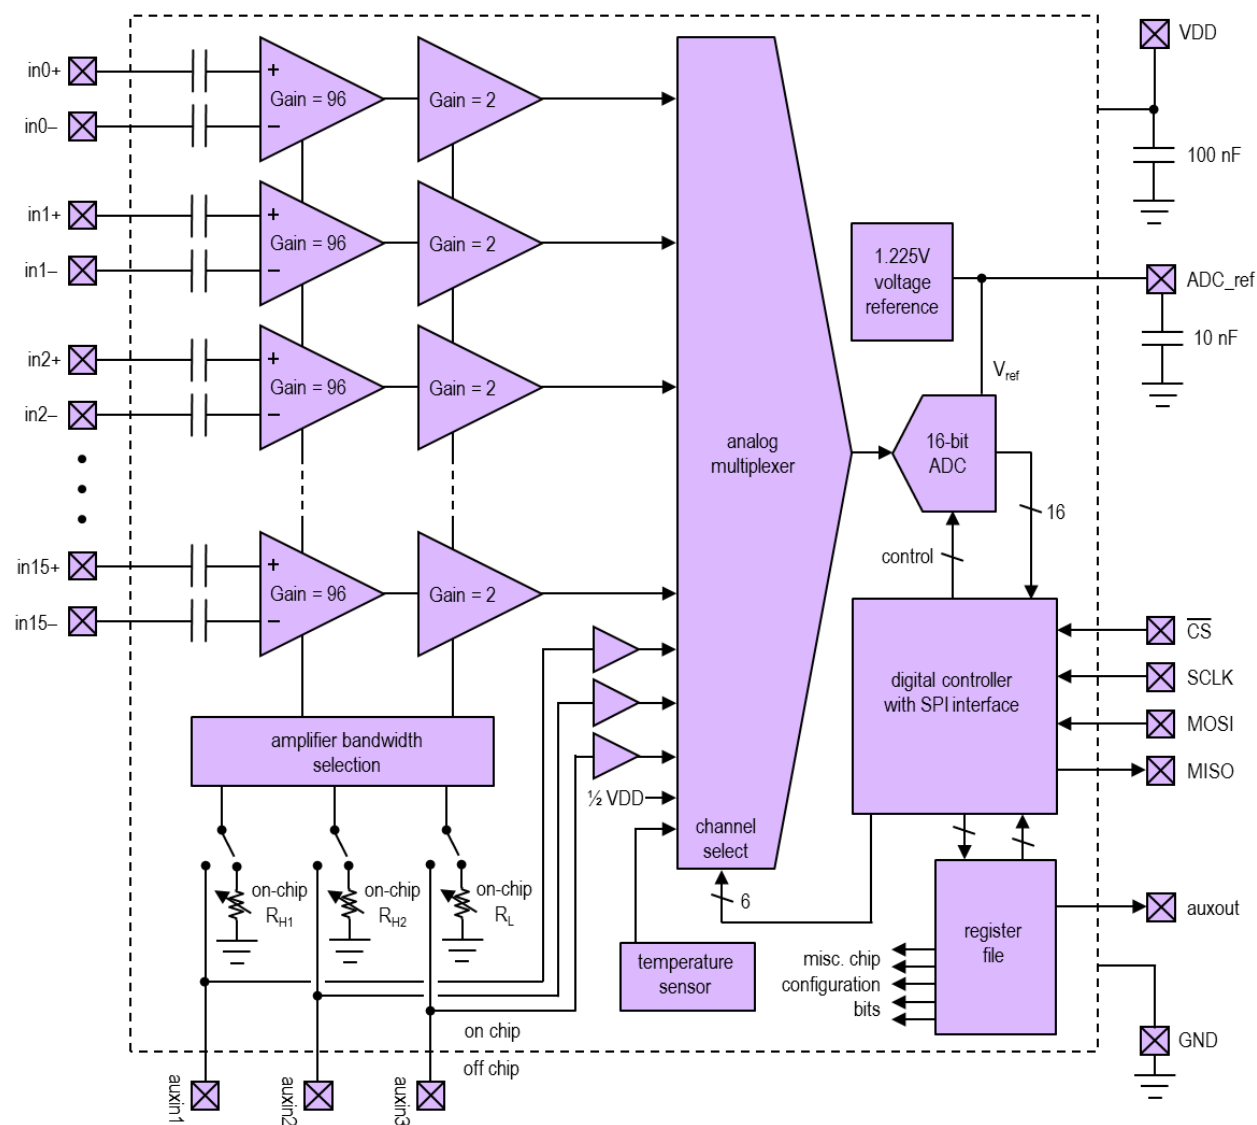 VDD
in0+
+
Gain = 96
Gain = 2
in0–
–
100 nF
in1+
+
Gain = 96
Gain = 2
in1–
–
1.225V
voltage
reference
ADC_ref
10 nF
in2+
+
Gain = 96
Gain = 2
in2–
–
Vref
analog
multiplexer
16-bit
ADC
16
control
in15+
+
Gain = 96
Gain = 2
in15–
–
CS
SCLK
MOSI
MISO
digital controller
with SPI interface
amplifier bandwidth
selection
½ VDD
channel
select
6
on-chip
RH1
on-chip
RH2
on-chip
RL
temperature
sensor
register
file
auxout
misc. chip
configuration
bits
on chip
off chip
GND
auxin1
auxin2
auxin3